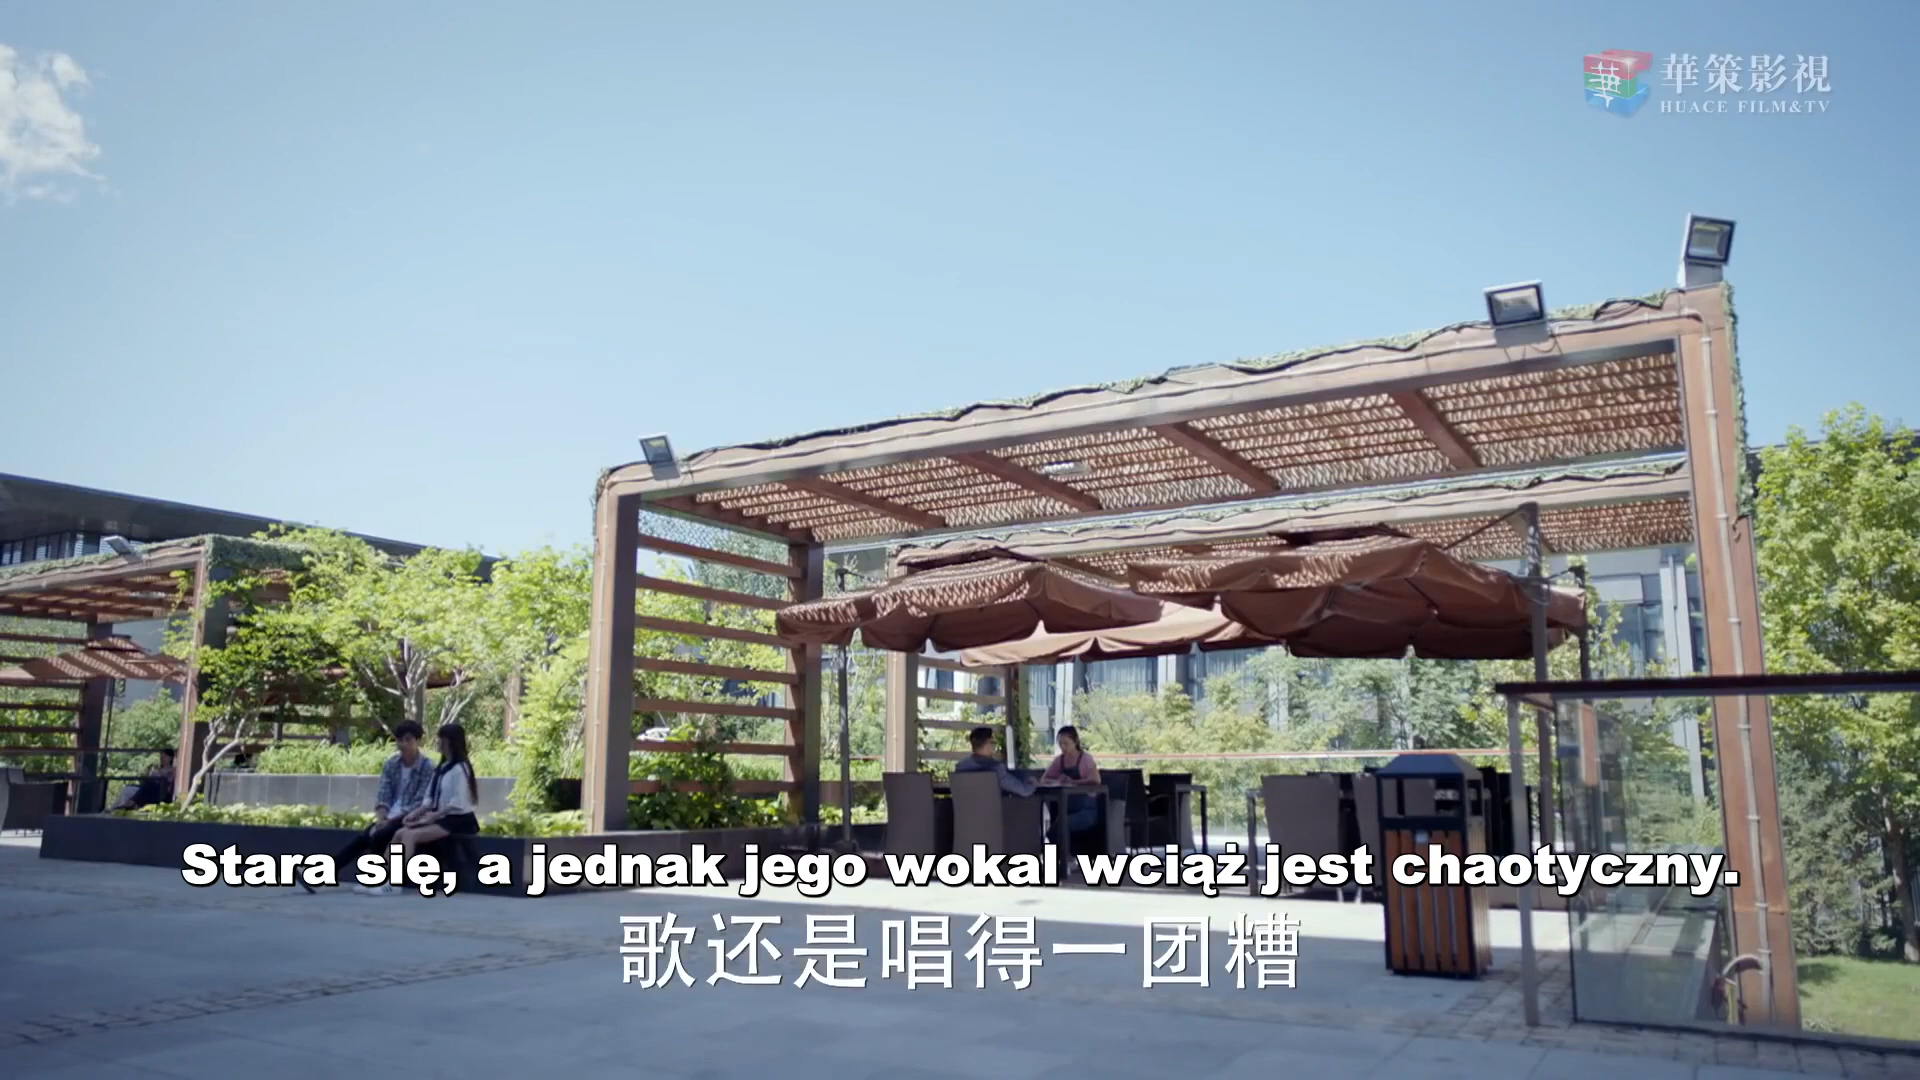 華策影視
HUACE FILM&TV
Stara się, a jednak jego wokal wciąż jest chaotyczny.
歌还是唱得一团糟